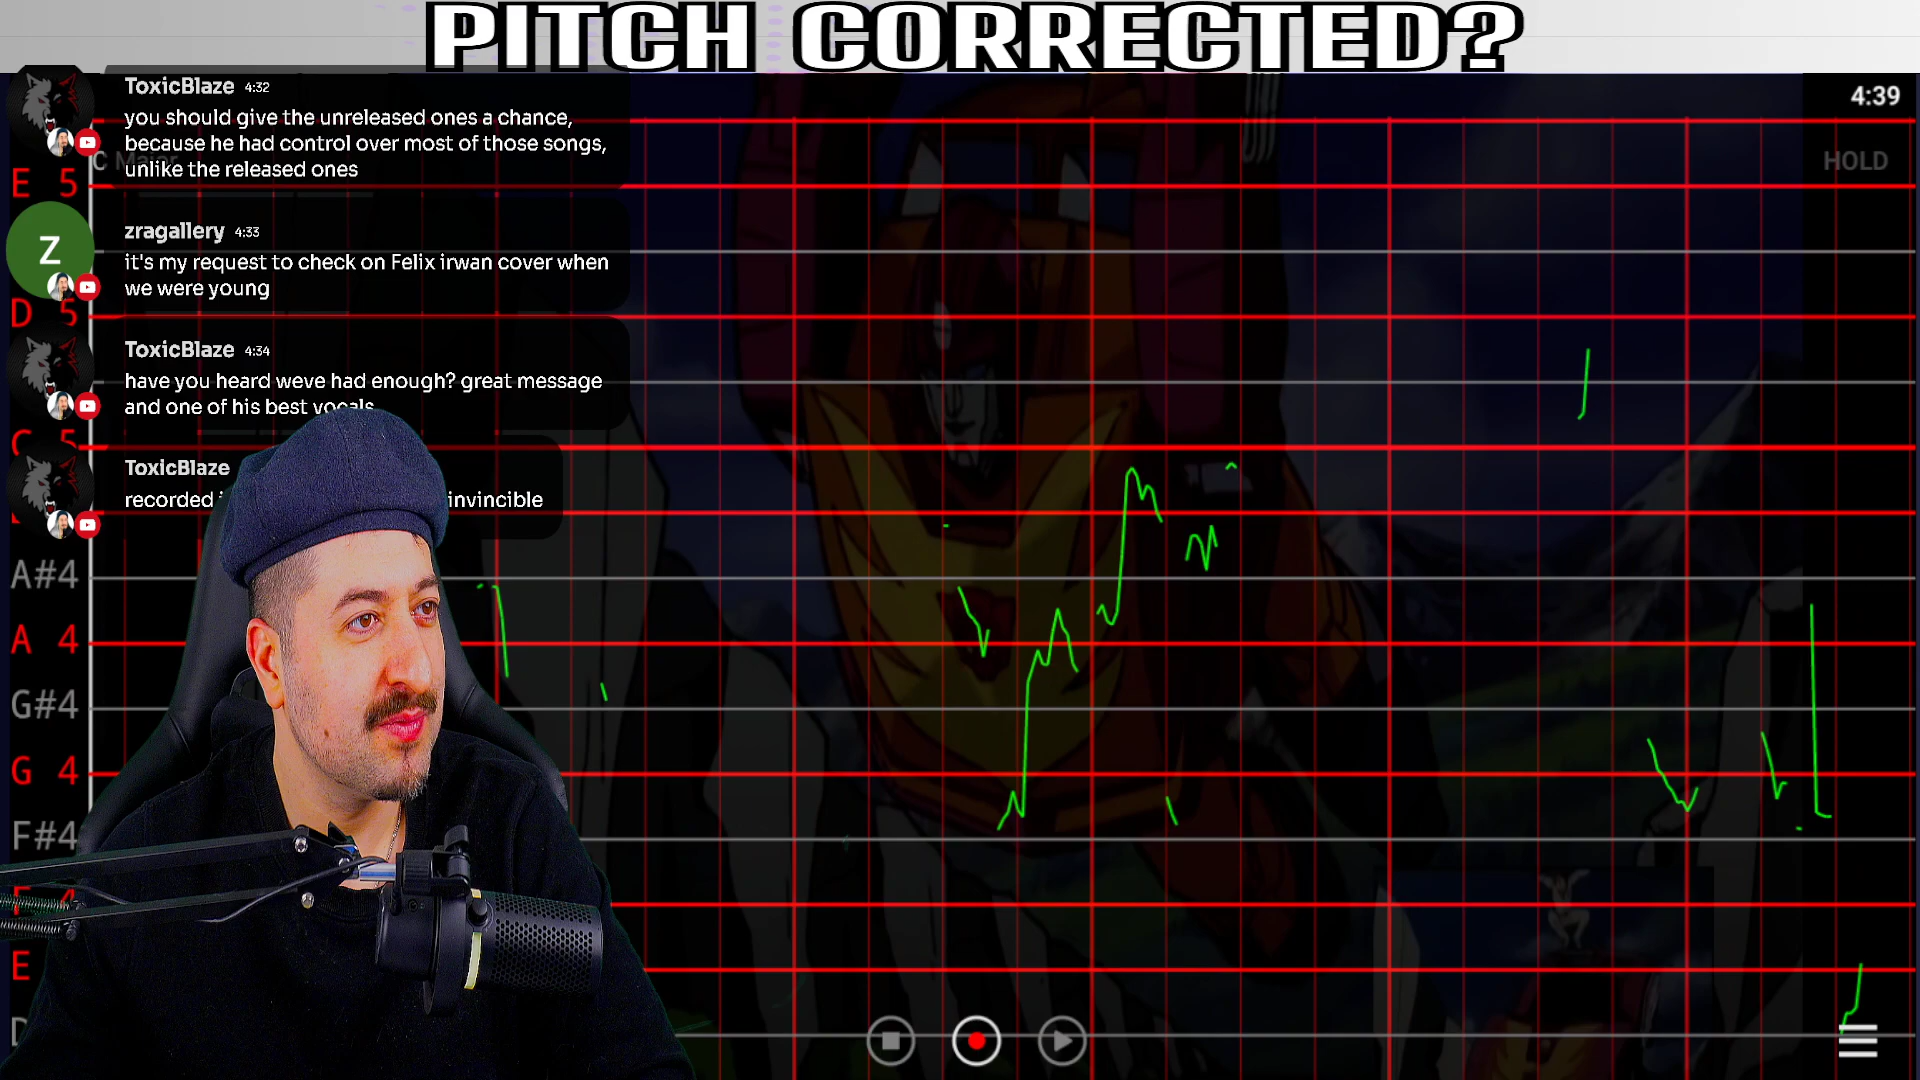 PITCH CORRECTED?
4:39
ToxicBlaze 4:32
you should give the unreleased ones a chance,
because he had control over most of those songs,
unlike the released ones
HOLD
E 5
zragallery 4:33
Z
it's my request to check on Felix irwan cover when
we were young
D 5
ToxicBlaze 4:34
have you heard weve had enough? great message
and one of his best vocals
C 5
ToxicBlaze
recorded invincible
A#4
A 4
G#4
G 4
F#4
F 4
E
D